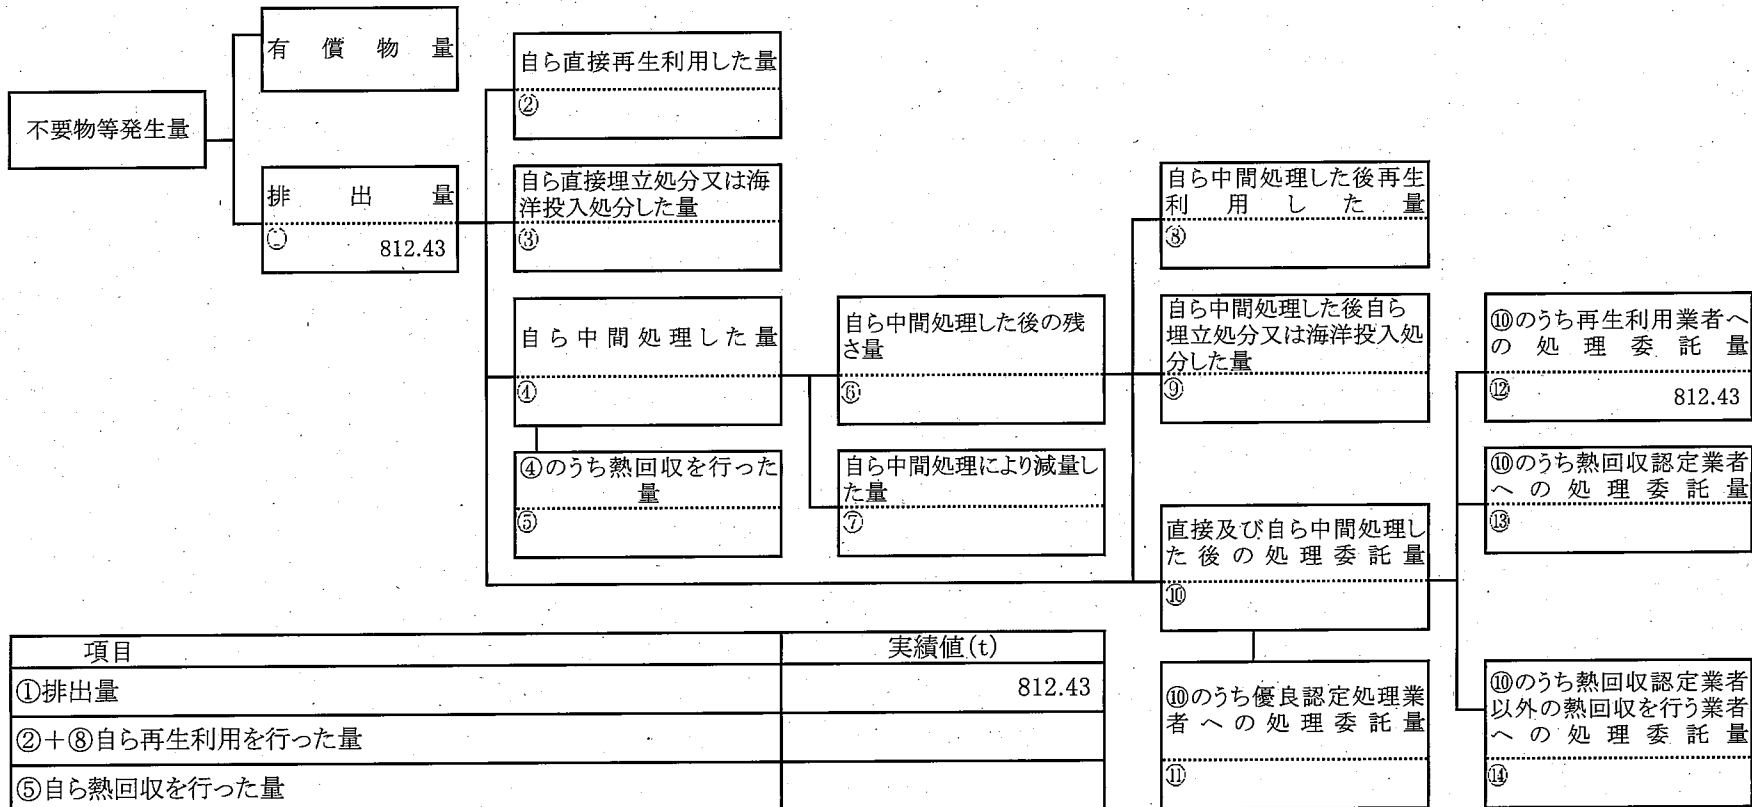 不要物等発生量
有償物量
排出量
①
812.43
自ら直接再生利用した量
②
自ら直接埋立処分又は海
洋投入処分した量
③
自ら中間処理した量
④
④のうち熱回収を行った
量
⑤
自ら中間処理した後の残
さ量
⑥
自ら中間処理により減量し
た量
⑦
自ら中間処理した後再生
利用した量
⑧
自ら中間処理した後自ら
埋立処分又は海洋投入処
分した量
⑨
直接及び自ら中間処理し
た後の処理委託量
⑩
⑩のうち優良認定処理業
者への処理委託量
⑪
⑩のうち再生利用業者へ
の処理委託量
⑫
812.43
⑩のうち熱回収認定業者
への処理委託量
⑬
⑩のうち熱回収認定業者
以外の熱回収を行う業者
への処理委託量
⑭
項目 実績値(t)
①排出量 812.43
②+⑧自ら再生利用を行った量
⑤自ら熱回収を行った量